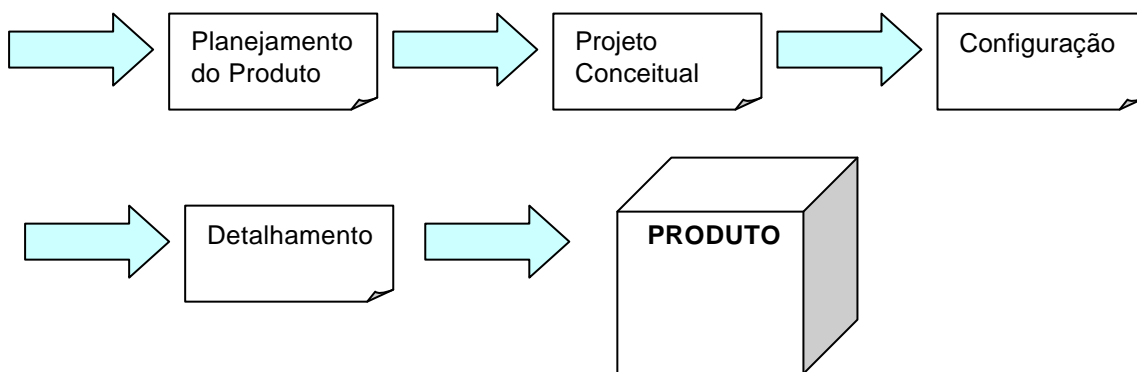 Planejamento
do Produto
Projeto
Conceitual
Configuração
Detalhamento
PRODUTO